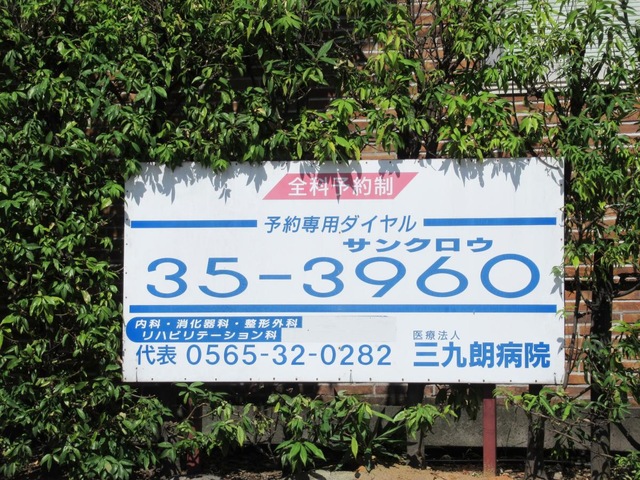 全科予約制
予約専用ダイヤル
サンクロウ
35-3960
内科・消化器科・整形外科
リハビリテーション科
代表 0565-32-0282
医療法人
三九朗病院